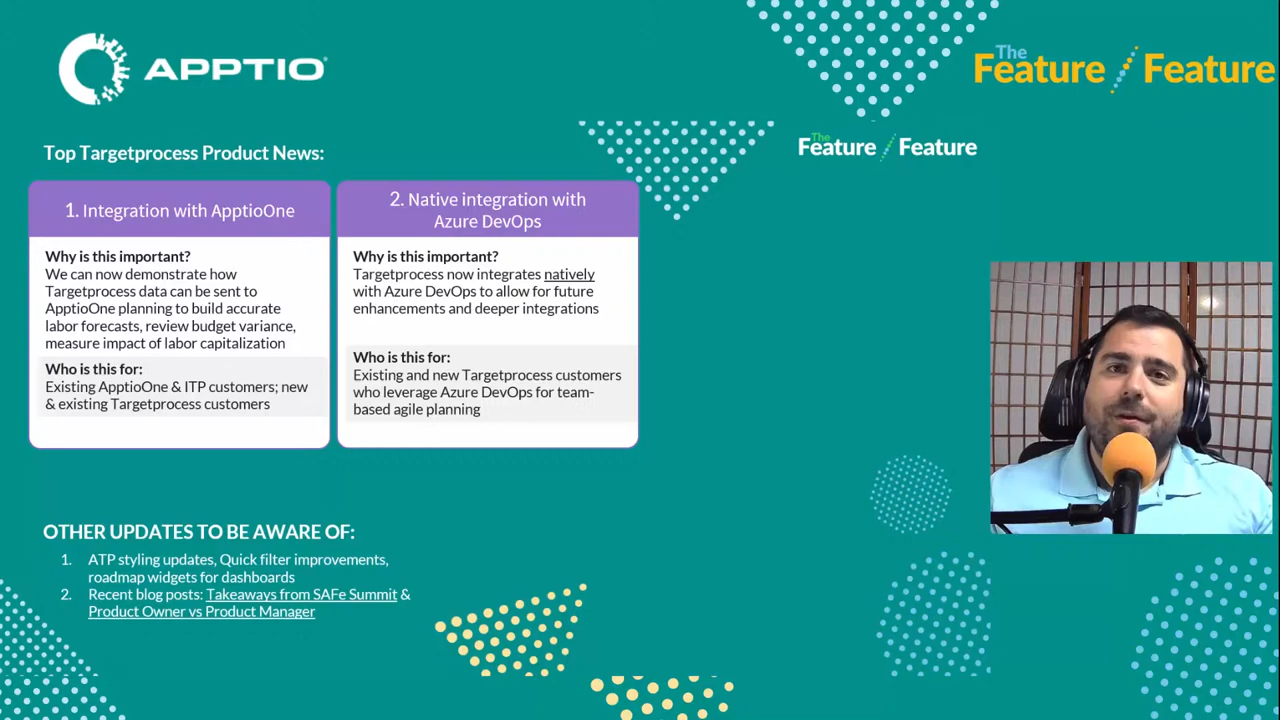 APPTIO
The
Feature / Feature
The
Feature / Feature
Top Targetprocess Product News:
1. Integration with ApptioOne
Why is this important?
We can now demonstrate how
Targetprocess data can be sent to
ApptioOne planning to build accurate
labor forecasts, review budget variance,
measure impact of labor capitalization
Who is this for:
Existing ApptioOne & ITP customers; new
& existing Targetprocess customers
2. Native integration with
Azure DevOps
Why is this important?
Targetprocess now integrates natively
with Azure DevOps to allow for future
enhancements and deeper integrations
Who is this for:
Existing and new Targetprocess customers
who leverage Azure DevOps for team-
based agile planning
OTHER UPDATES TO BE AWARE OF:
1. ATP styling updates, Quick filter improvements,
roadmap widgets for dashboards
2. Recent blog posts: Takeaways from SAFe Summit &
Product Owner vs Product Manager